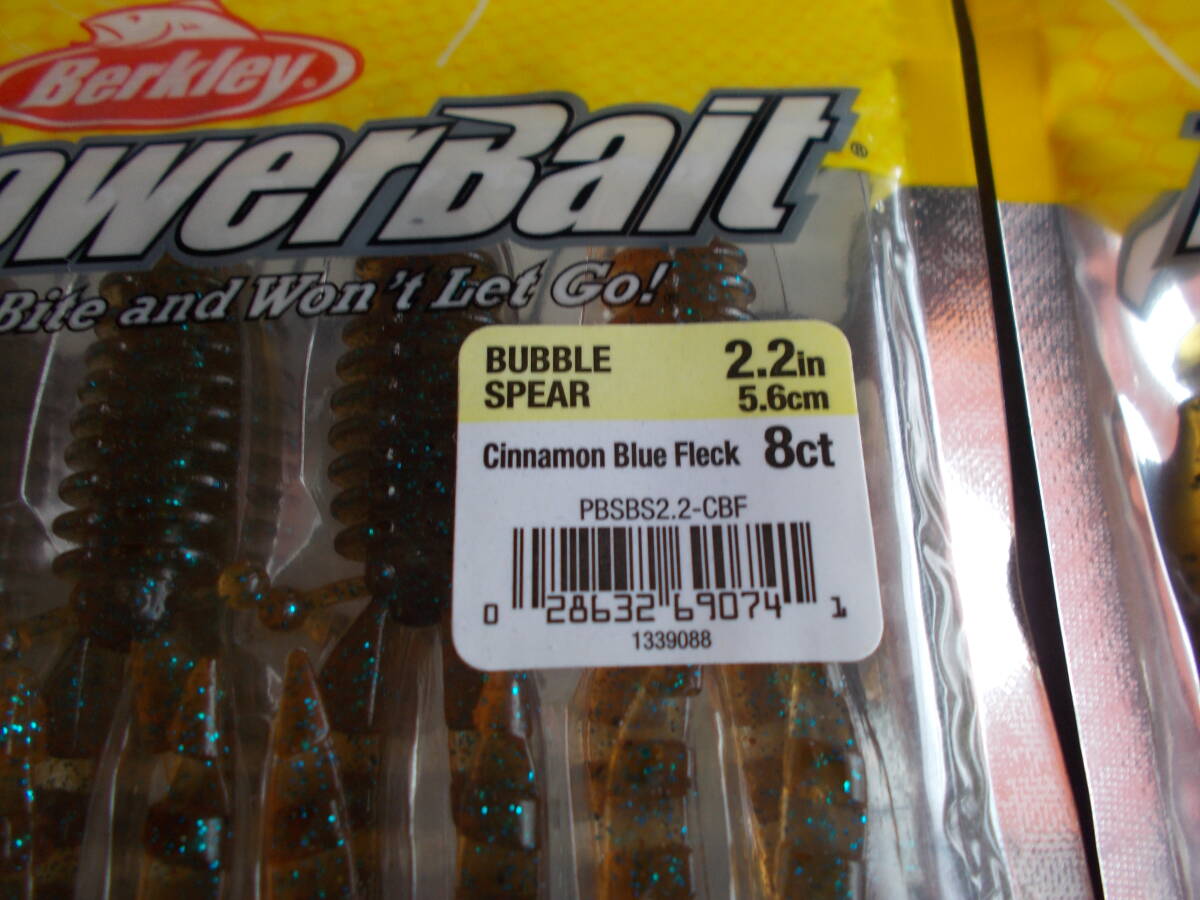 Berkley®
PowerBait®
Bite and Won't Let Go!
BUBBLE SPEAR
2.2in
5.6cm
Cinnamon Blue Fleck 8ct
PBSBS2.2-CBF
0 28632 69074 1
1339088